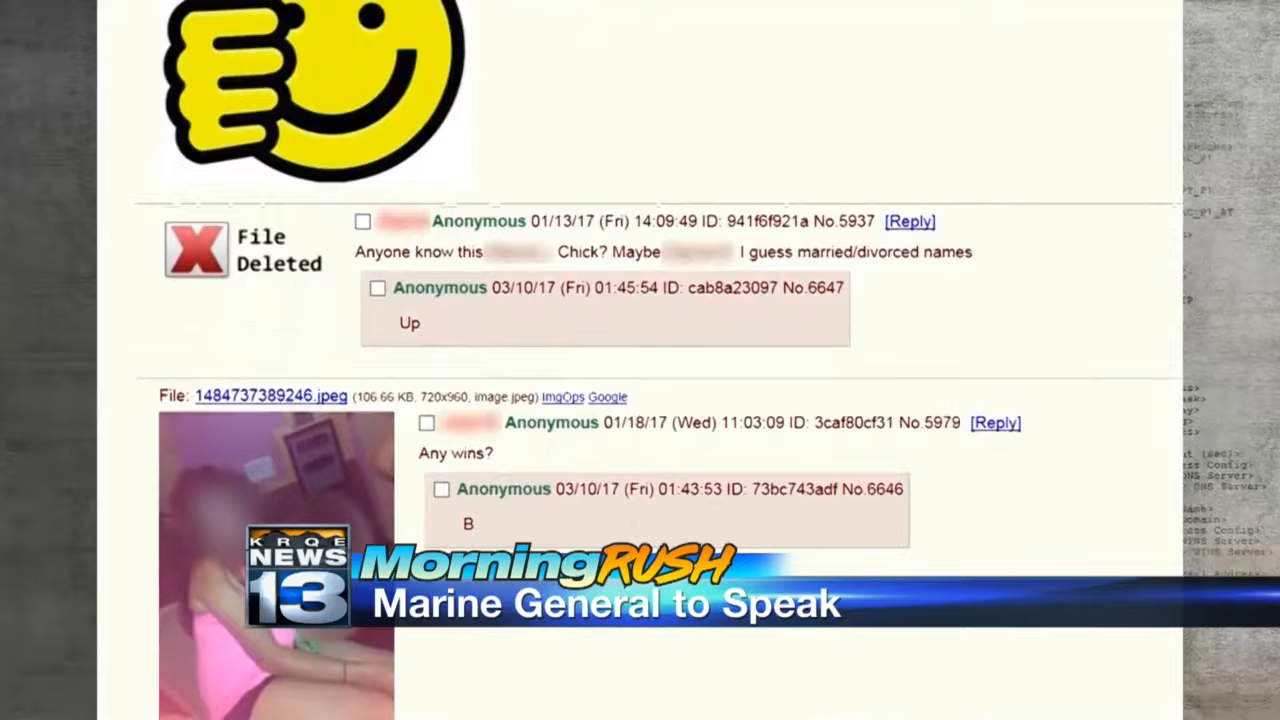 File
Deleted
Anonymous 01/13/17 (Fri) 14:09:49 ID: 941f6f921a No.5937 [Reply]
Anyone know this Chick? Maybe I guess married/divorced names
Anonymous 03/10/17 (Fri) 01:45:54 ID: cab8a23097 No.6647
Up
File: 1484737389246.jpeg (106.66 KB, 720x960, image jpeg) ImgOps Google
Anonymous 01/18/17 (Wed) 11:03:09 ID: 3caf80cf31 No.5979 [Reply]
Any wins?
Anonymous 03/10/17 (Fri) 01:43:53 ID: 73bc743adf No.6646
B
KRQE
NEWS
13
Morning RUSH
Marine General to Speak